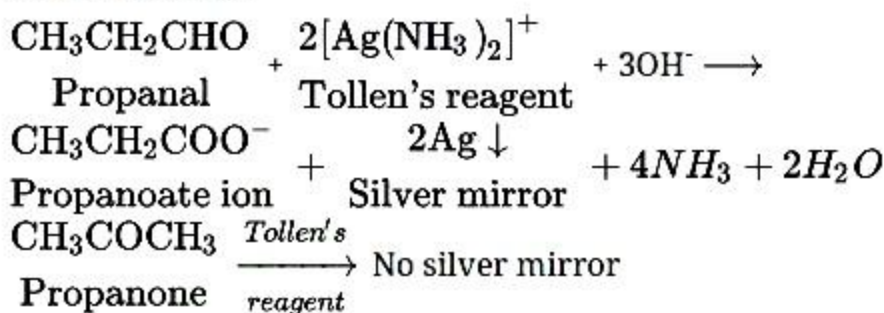 CH₃CH₂CHO + 2[Ag(NH₃)₂]⁺ + 3OH⁻ ⟶
Propanal Tollen's reagent
CH₃CH₂COO⁻ + 2Ag ↓ + 4NH₃ + 2H₂O
Propanoate ion Silver mirror
CH₃COCH₃ Tollen's ⟶ No silver mirror
Propanone reagent